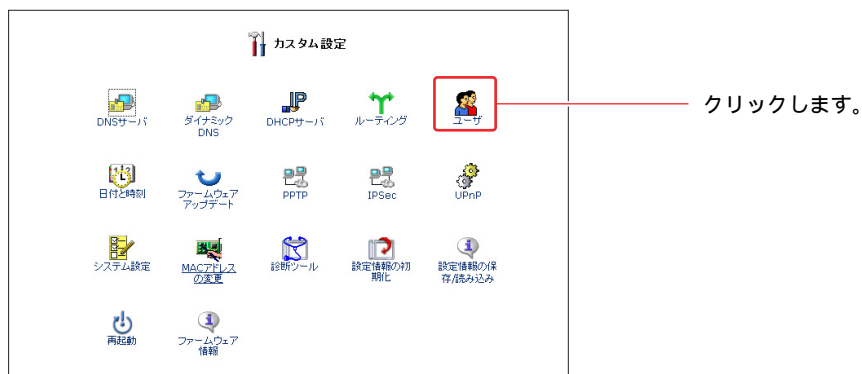 カスタム設定
DNSサーバ
ダイナミック
DNS
IP
DHCPサーバ
ルーティング
ユーザ
クリックします。
日付と時刻
ファームウェア
アップデート
PPTP
IPSec
UPnP
システム設定
MACアドレス
の変更
診断ツール
設定情報の初
期化
設定情報の保
存/読み込み
再起動
ファームウェア
情報